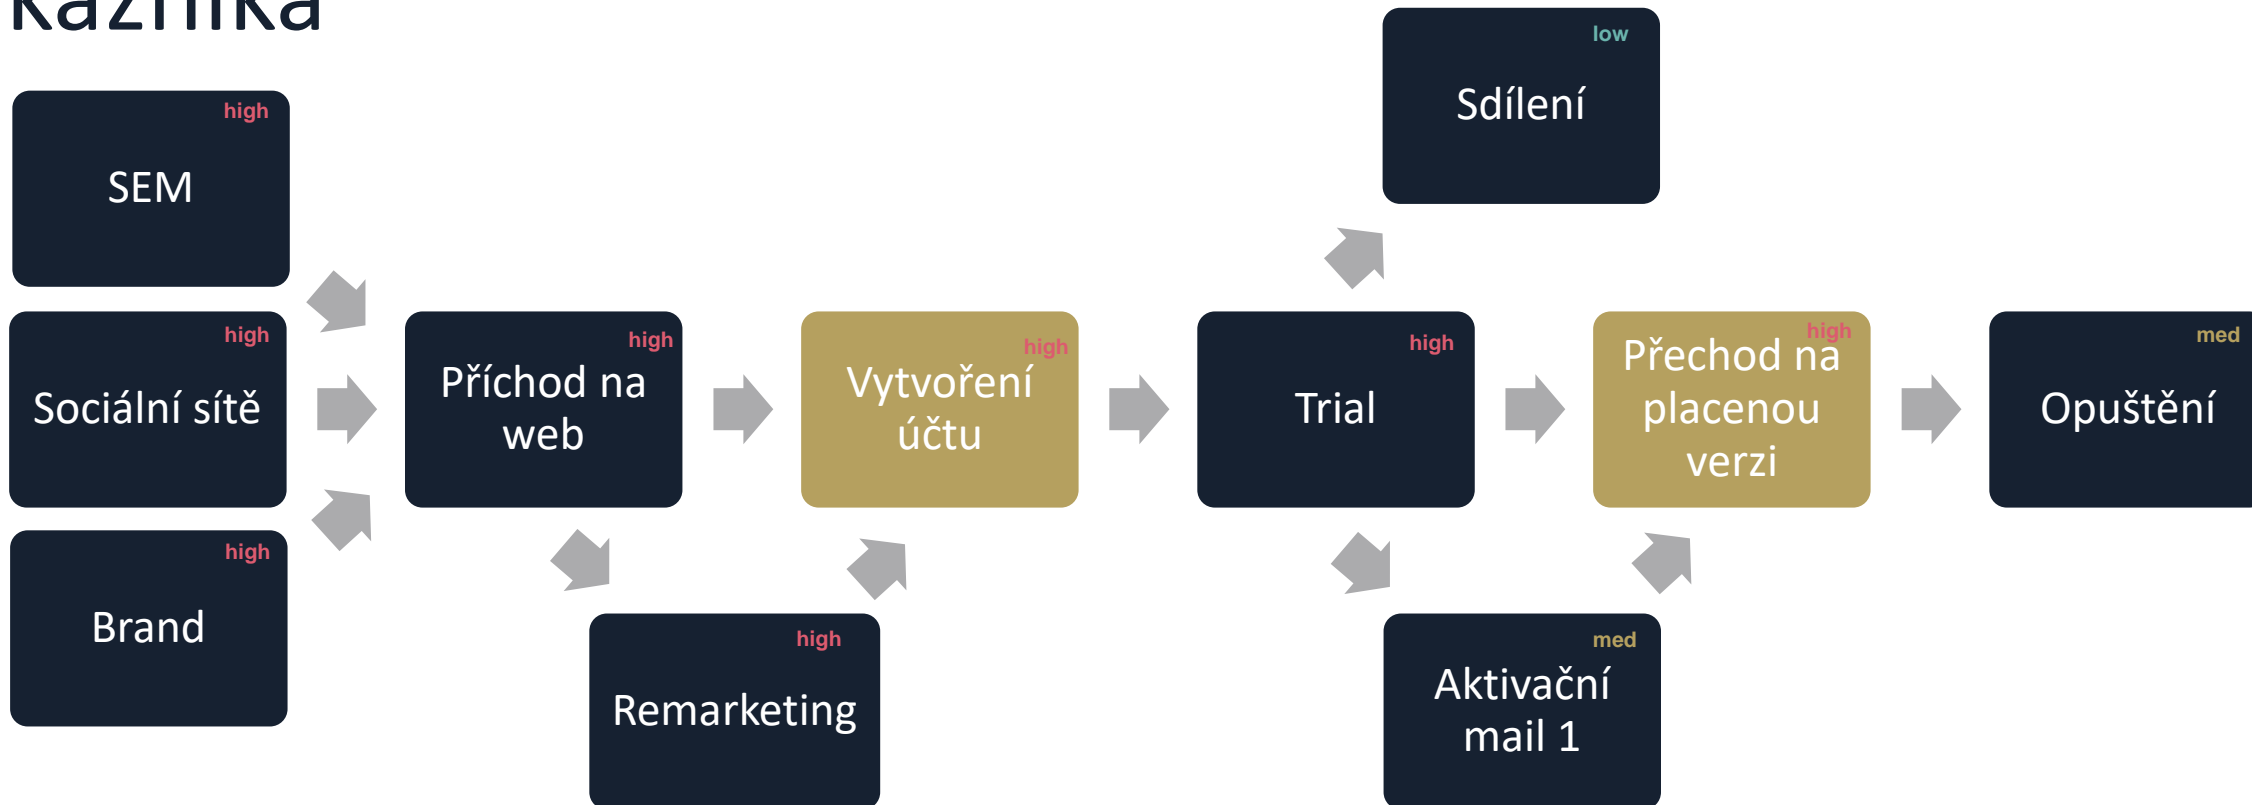 kazníka
low
Sdílení
high
SEM
high
Sociální sítě
high
Brand
high
Příchod na
web
high
Vytvoření
účtu
high
Trial
high
Přechod na
placenou
verzi
med
Opuštění
high
Remarketing
med
Aktivační
mail 1